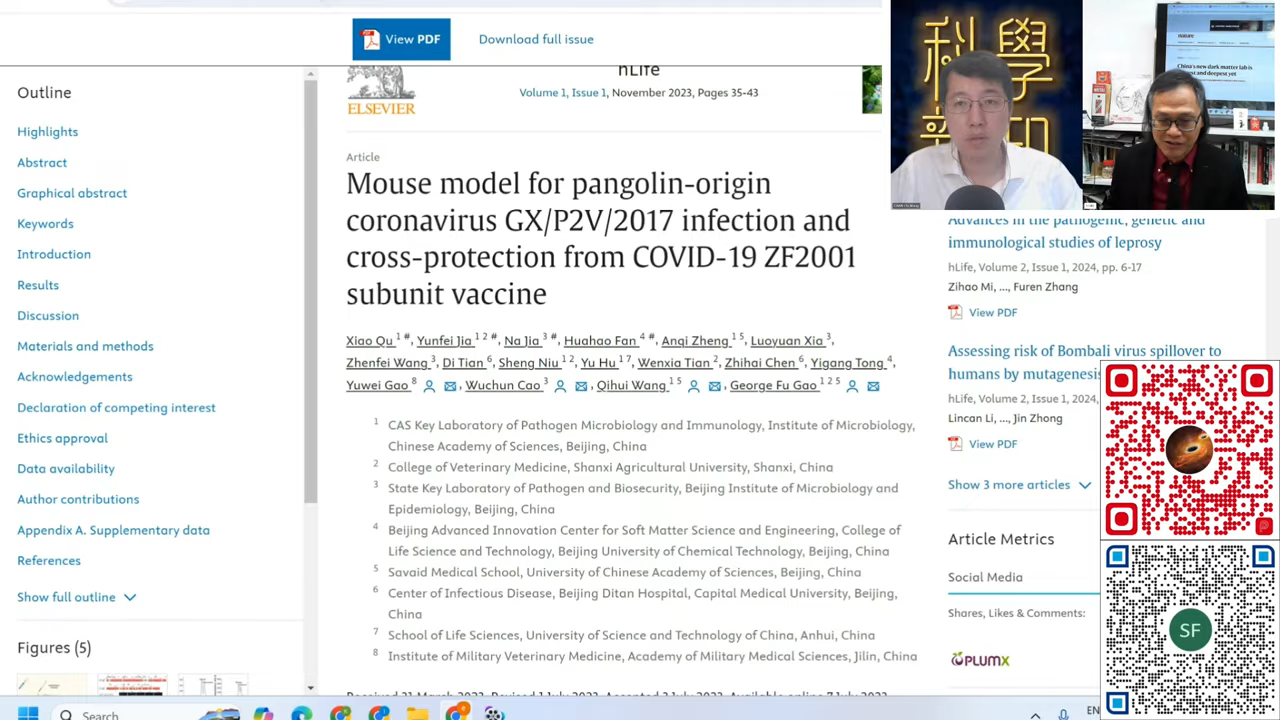 View PDF
Download full issue
Outline
Highlights
Abstract
Graphical abstract
Keywords
Introduction
Results
Discussion
Materials and methods
Acknowledgements
Declaration of competing interest
Ethics approval
Data availability
Author contributions
Appendix A. Supplementary data
References
Show full outline
Figures (5)
ELSEVIER
hLife
Volume 1, Issue 1, November 2023, Pages 35-43
Article
Mouse model for pangolin-origin
coronavirus GX/P2V/2017 infection and
cross-protection from COVID-19 ZF2001
subunit vaccine
Xiao Qu 1 #, Yunfei Jia 1 2 #, Na Jia 3 #, Huahao Fan 4 #, Anqi Zheng 1 5, Luoyuan Xia 3,
Zhenfei Wang 3, Di Tian 6, Sheng Niu 1 2, Yu Hu 1 7, Wenxia Tian 2, Zhihai Chen 6, Yigang Tong 4,
Yuwei Gao 8, Wuchun Cao 3, Qihui Wang 1 5, George Fu Gao 1 2 5
1 CAS Key Laboratory of Pathogen Microbiology and Immunology, Institute of Microbiology,
Chinese Academy of Sciences, Beijing, China
2 College of Veterinary Medicine, Shanxi Agricultural University, Shanxi, China
3 State Key Laboratory of Pathogen and Biosecurity, Beijing Institute of Microbiology and
Epidemiology, Beijing, China
4 Beijing Advanced Innovation Center for Soft Matter Science and Engineering, College of
Life Science and Technology, Beijing University of Chemical Technology, Beijing, China
5 Savaid Medical School, University of Chinese Academy of Sciences, Beijing, China
6 Center of Infectious Disease, Beijing Ditan Hospital, Capital Medical University, Beijing,
China
7 School of Life Sciences, University of Science and Technology of China, Anhui, China
8 Institute of Military Veterinary Medicine, Academy of Military Medical Sciences, Jilin, China
科學
nature
China's new dark matter lab is
Advances in the pathogenic, genetic and
immunological studies of leprosy
hLife, Volume 2, Issue 1, 2024, pp. 6-17
Zihao Mi, ..., Furen Zhang
View PDF
Assessing risk of Bombali virus spillover to
humans by mutagenesis
hLife, Volume 2, Issue 1, 2024,
Lincan Li, ..., Jin Zhong
View PDF
Show 3 more articles
Article Metrics
Social Media
Shares, Likes & Comments:
PLUMX
SF
Search
EN